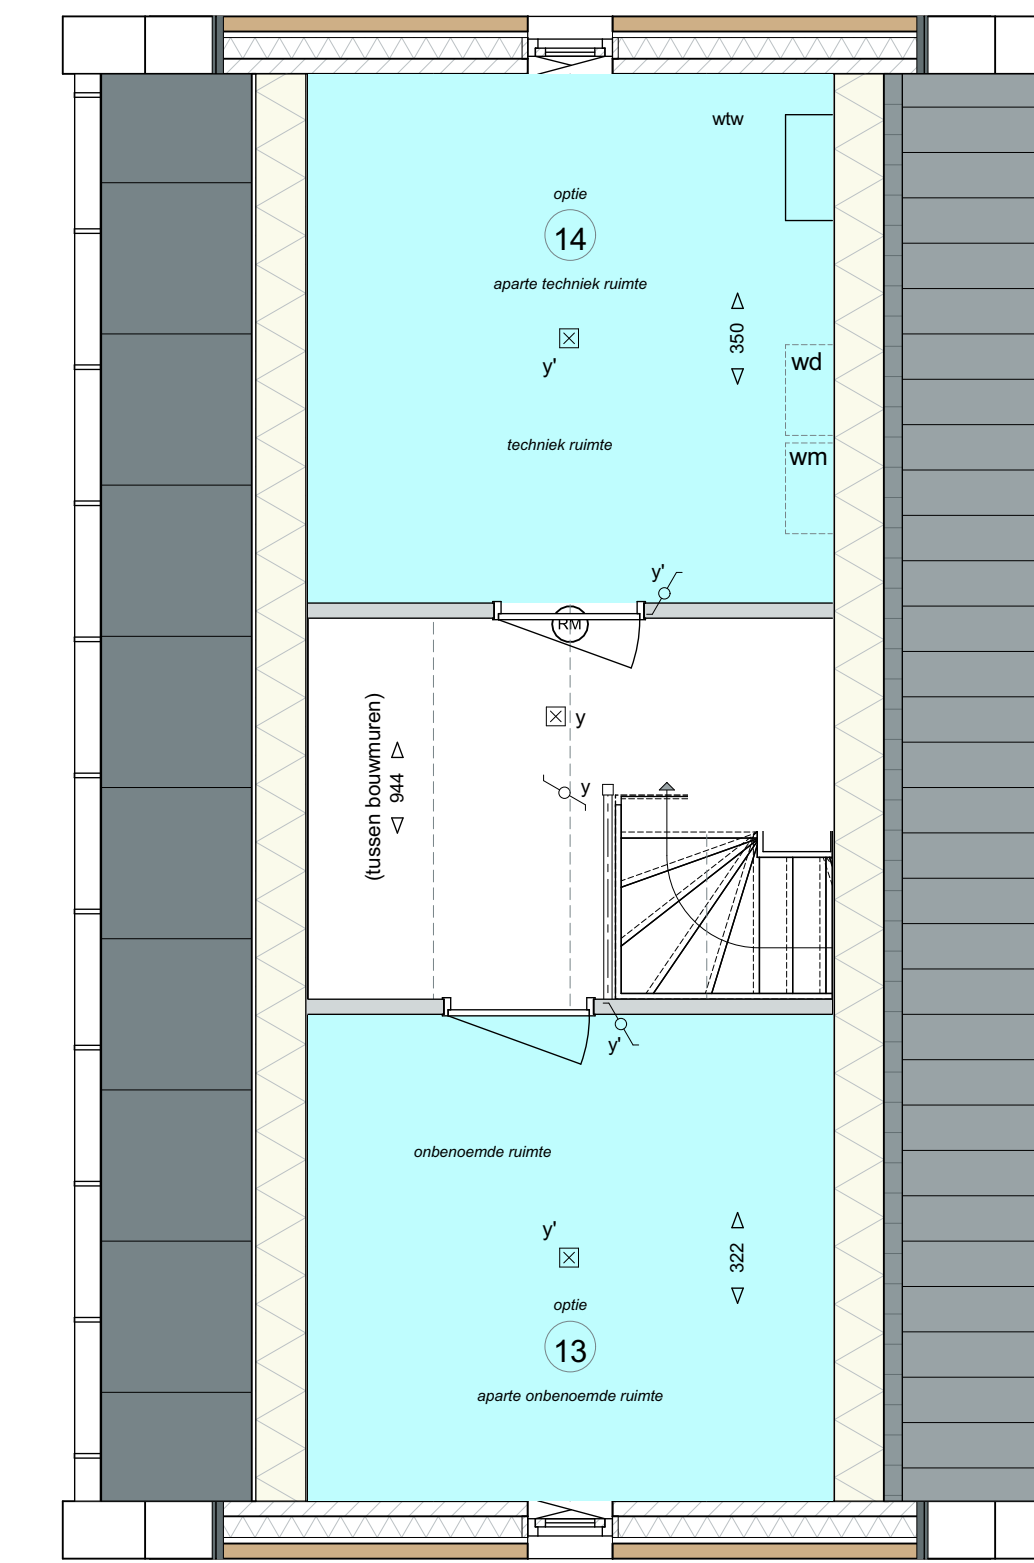 wtw
optie
14
aparte techniek ruimte
350
y'
wd
techniek ruimte
wm
y'
RM
y
(tussen bouwmuren)
944
y
y'
onbenoemde ruimte
y'
322
optie
13
aparte onbenoemde ruimte